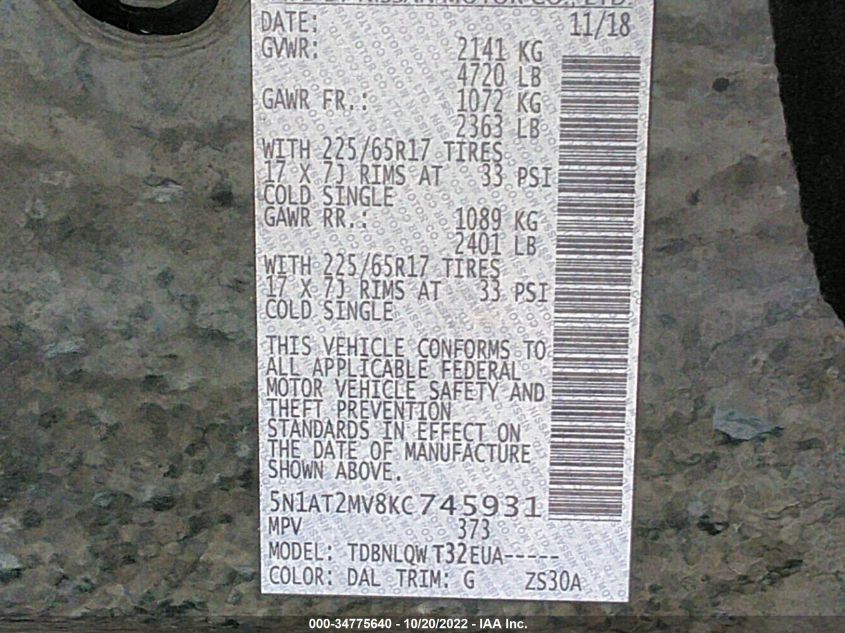 NISSAN MOTOR CO., LTD.
DATE: 11/18
GVWR: 2141 KG
4720 LB
GAWR FR.: 1072 KG
2363 LB
WITH 225/65R17 TIRES
17 X 7J RIMS AT 33 PSI
COLD SINGLE
GAWR RR.: 1089 KG
2401 LB
WITH 225/65R17 TIRES
17 X 7J RIMS AT 33 PSI
COLD SINGLE
THIS VEHICLE CONFORMS TO
ALL APPLICABLE FEDERAL
MOTOR VEHICLE SAFETY AND
THEFT PREVENTION
STANDARDS IN EFFECT ON
THE DATE OF MANUFACTURE
SHOWN ABOVE.
5N1AT2MV8KC745931
MPV 373
MODEL: TDBNLQW T32EUA-----
COLOR: DAL TRIM: G ZS30A
000-34775640 - 10/20/2022 - IAA Inc.